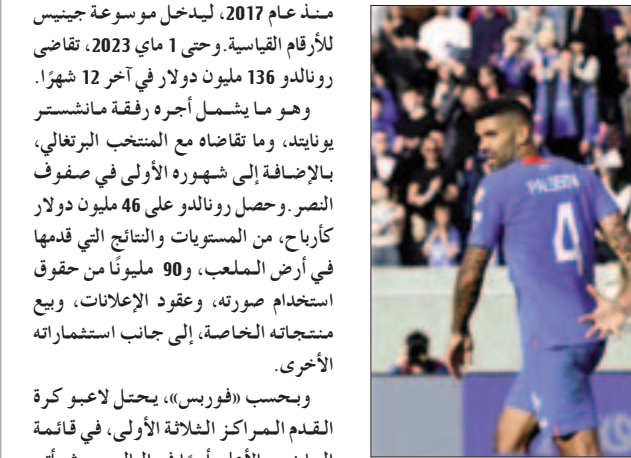 منذ عام 2017، ليدخل موسوعة جينيس
للأرقام القياسية.وحتى 1 ماي 2023، تقاضى
رونالدو 136 مليون دولار في آخر 12 شهرًا.
وهو ما يشمل أجره رفقة مانشستر
يونايتد، وما تقاضاه مع المنتخب البرتغالي،
بالإضافة إلى شهوره الأولى في صفوف
النصر.وحصل رونالدو على 46 مليون دولار
كأرباح، من المستويات والنتائج التي قدمها
في أرض الملعب، و90 مليونًا من حقوق
استخدام صورته، وعقود الإعلانات، وبيع
منتجاته الخاصة، إلى جانب استثماراته
الأخرى.
وبحسب «فوربس»، يحتل لاعبو كرة
القدم المراكز الثلاثة الأولى، في قائمة
4